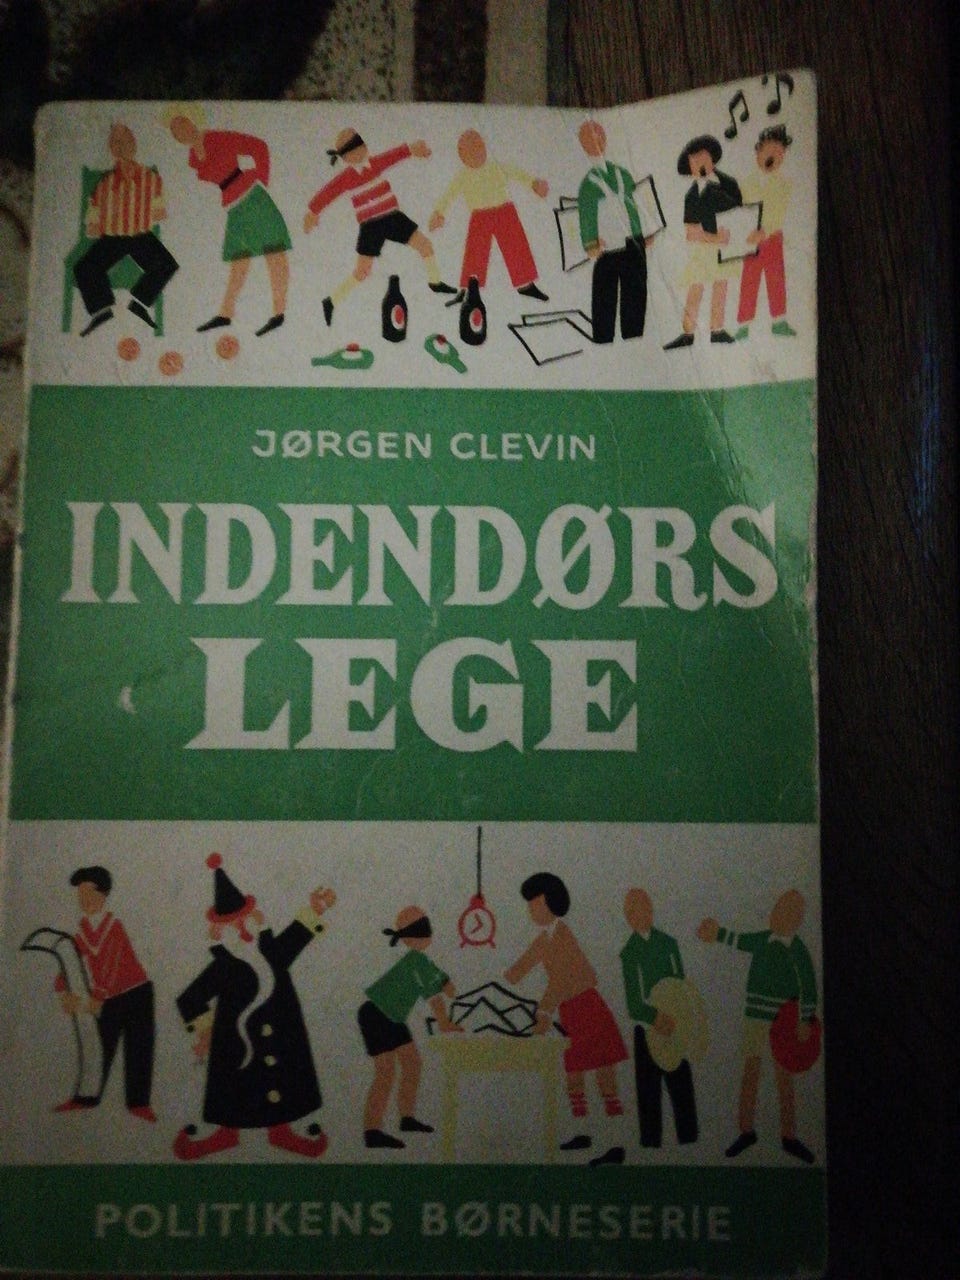 JØRGEN CLEVIN
INDENDØRS
LEGE
POLITIKENS BØRNESERIE